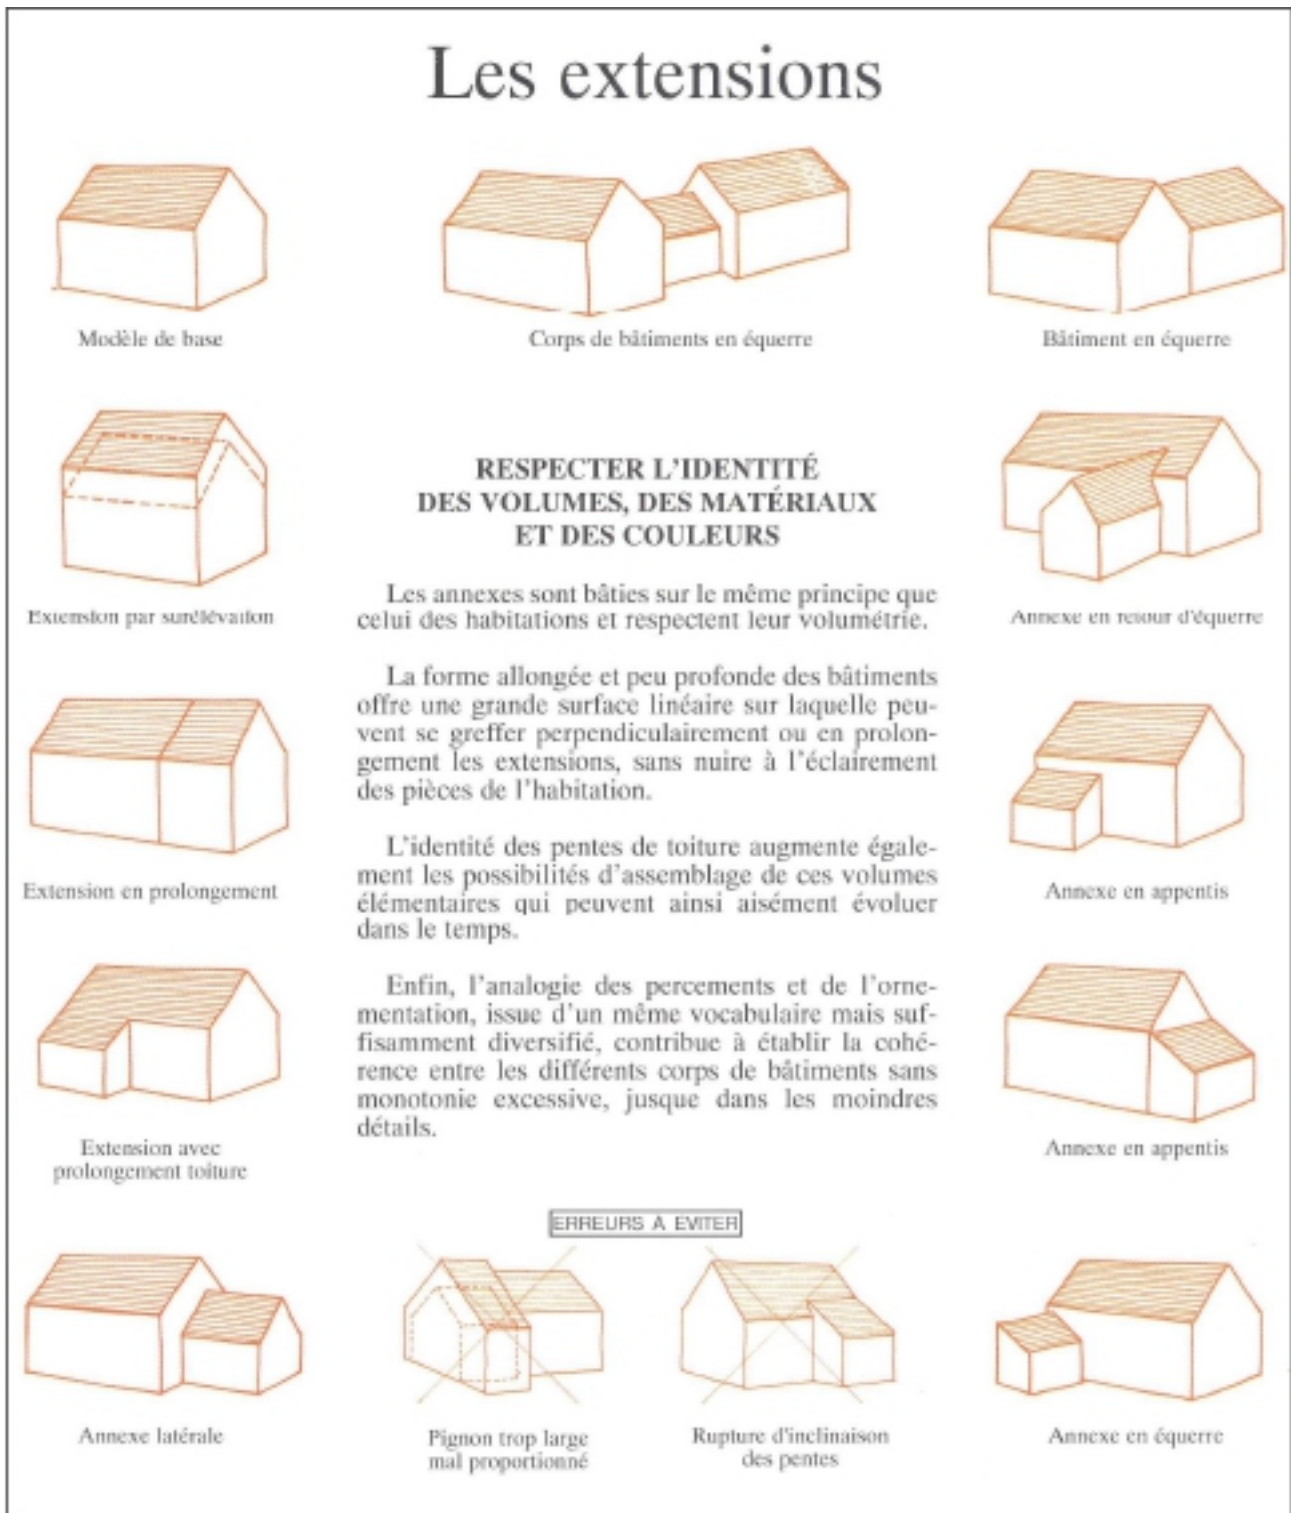 Les extensions
Modèle de base
Corps de bâtiments en équerre
Bâtiment en équerre
Extension par surélévation
Annexe en retour d'équerre
RESPECTER L'IDENTITÉ
DES VOLUMES, DES MATÉRIAUX
ET DES COULEURS
Les annexes sont bâties sur le même principe que
celui des habitations et respectent leur volumétrie.
La forme allongée et peu profonde des bâtiments
offre une grande surface linéaire sur laquelle peu-
vent se greffer perpendiculairement ou en prolon-
gement les extensions, sans nuire à l'éclairement
des pièces de l'habitation.
L'identité des pentes de toiture augmente égale-
ment les possibilités d'assemblage de ces volumes
élémentaires qui peuvent ainsi aisément évoluer
dans le temps.
Enfin, l'analogie des percements et de l'orne-
mentation, issue d'un même vocabulaire mais suf-
fisamment diversifié, contribue à établir la cohé-
rence entre les différents corps de bâtiments sans
monotonie excessive, jusque dans les moindres
détails.
Extension en prolongement
Annexe en appentis
Extension avec
prolongement toiture
Annexe en appentis
ERREURS À EVITER
Annexe latérale
Pignon trop large
mal proportionné
Rupture d'inclinaison
des pentes
Annexe en équerre